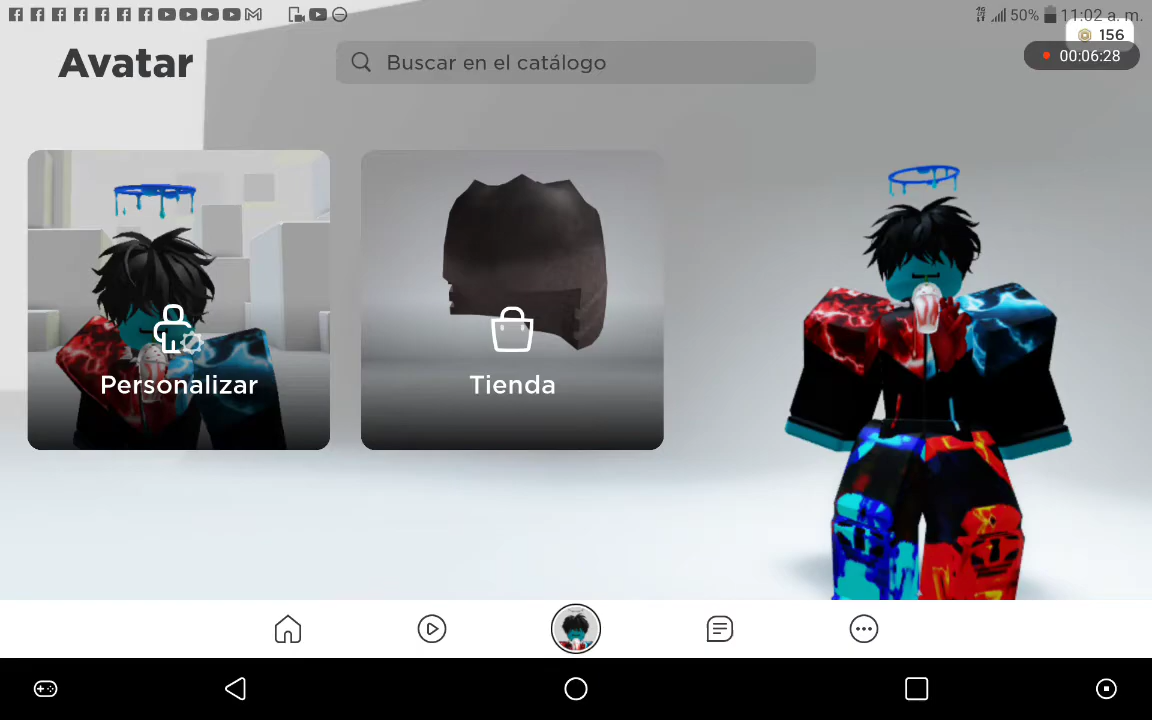 50% 11:02 a. m.
156
Avatar
Buscar en el catálogo
00:06:28
Personalizar
Tienda